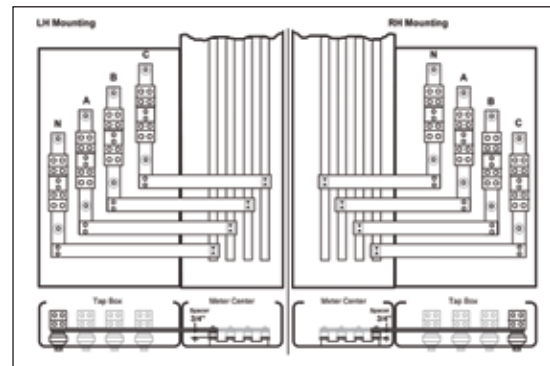 LH Mounting
RH Mounting
C
B
A
N
N
A
B
C
Tap Box
Meter Center
Meter Center
Tap Box
Spacer
3/4"
Spacer
3/4"